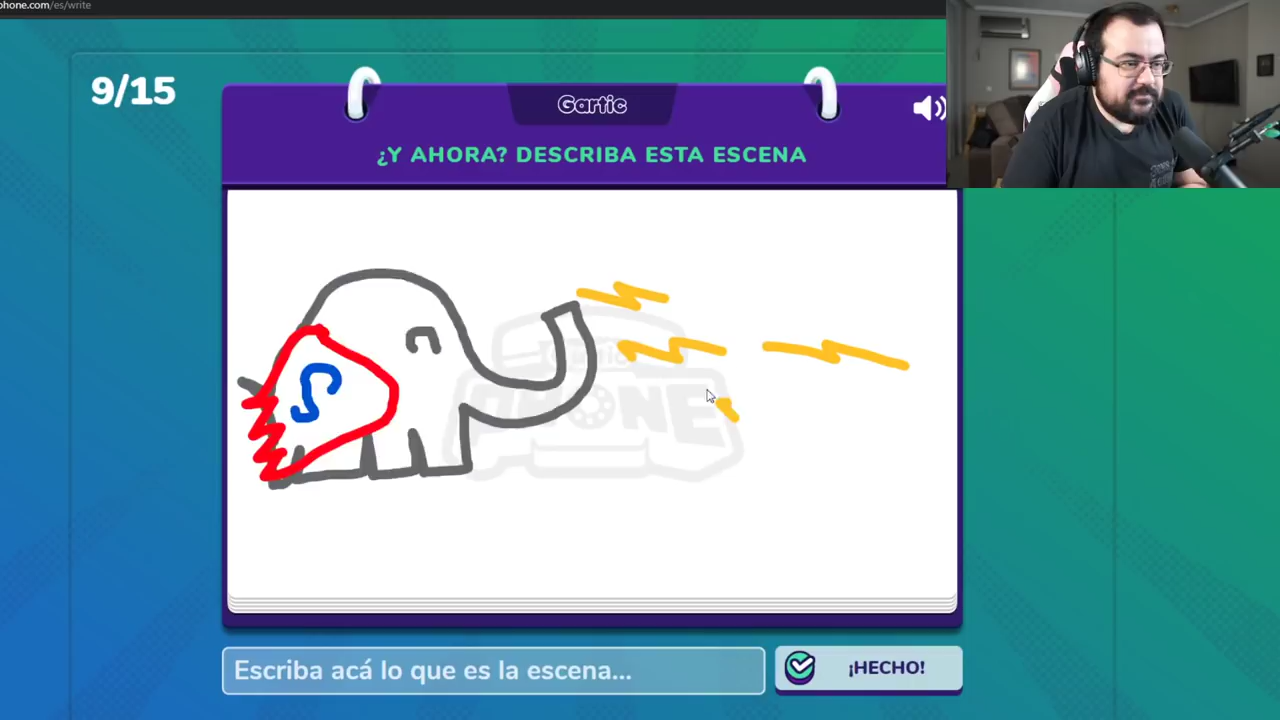 phone.com/es/write
9/15
Gartic
¿Y AHORA? DESCRIBA ESTA ESCENA
S
PHONE
Escriba acá lo que es la escena...
¡HECHO!